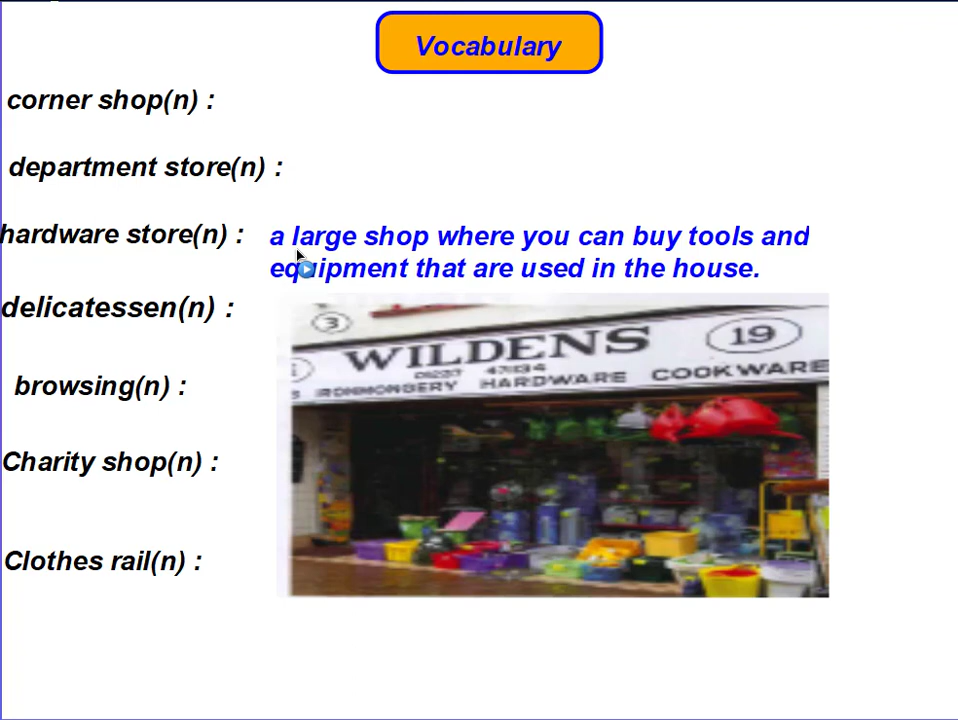 Vocabulary
corner shop(n) :
department store(n) :
hardware store(n) : a large shop where you can buy tools and
equipment that are used in the house.
delicatessen(n) :
3
WILDENS
19
IRONMONGERY HARDWARE COOKWARE
browsing(n) :
Charity shop(n) :
Clothes rail(n) :